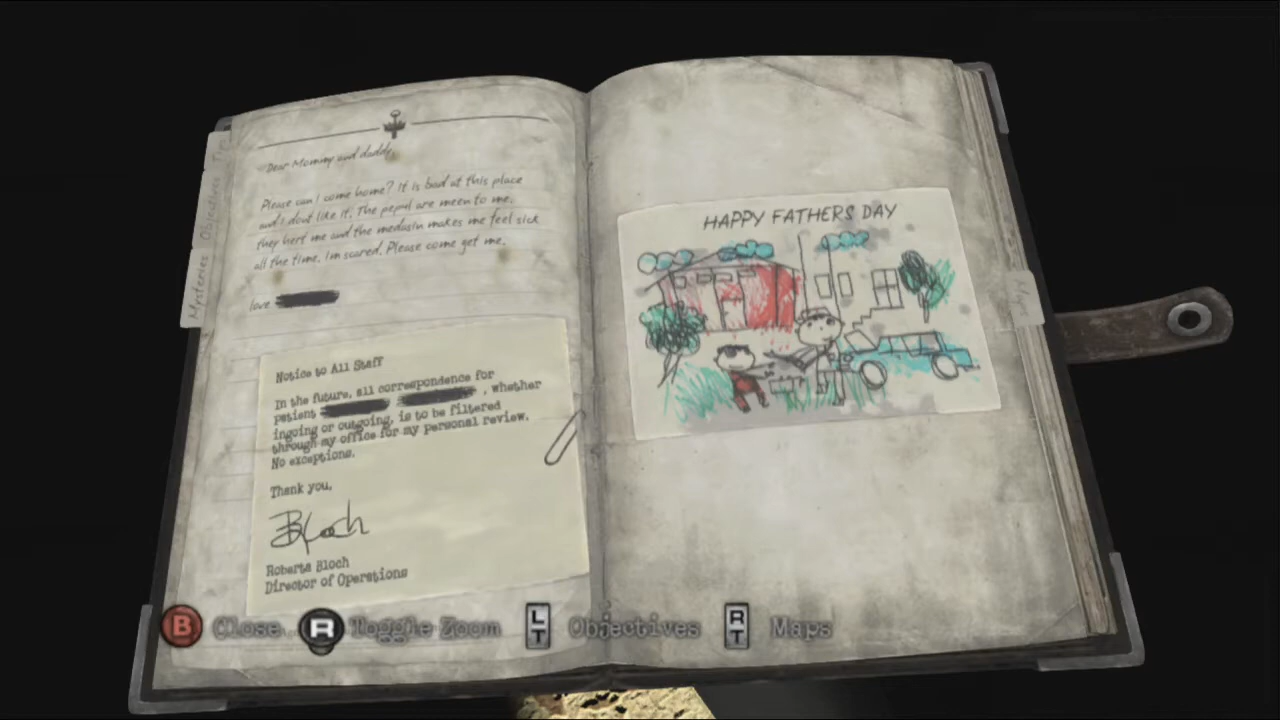 Dear Mommy and daddy,
Please can i come home? It is bad at this place
and i dont like it. The pepul are meen to me.
they hert me and the medasin makes me feel sick
all the time. Im scared. Please come get me.
love
Notice to All Staff
In the future, all correspondence for
patient , whether
ingoing or outgoing, is to be filtered
through my office for my personal review.
No exceptions.
Thank you,
BLoch
Roberta Bloch
Director of Operations
HAPPY FATHERS DAY
Mysteries
Objectives
B Close
R Toggle Zoom
LT Objectives
RT Maps